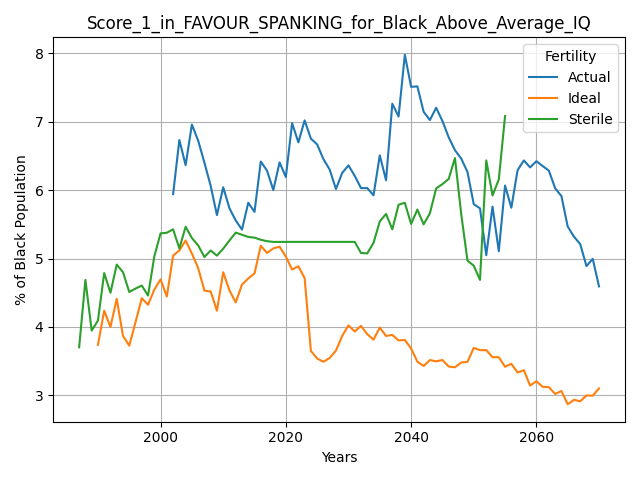 Score_1_in_FAVOUR_SPANKING_for_Black_Above_Average_IQ
Fertility
Actual
Ideal
Sterile
% of Black Population
8
7
6
5
4
3
2000
2020
2040
2060
Years